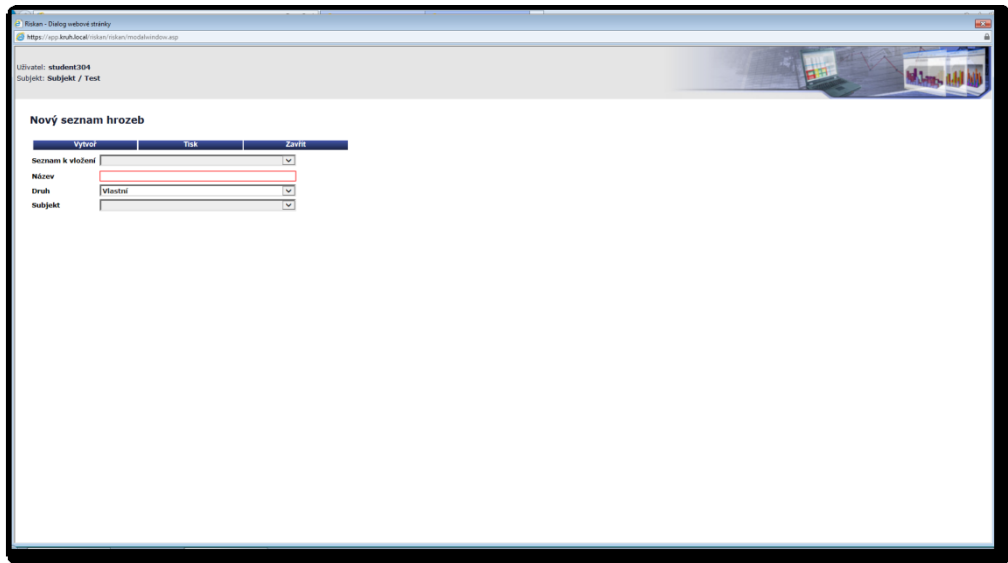 Riskan - Dialog webové stránky
https://app.kruh.local/riskan/riskan/modalwindow.asp
Uživatel: student304
Subjekt: Subjekt / Test
Nový seznam hrozeb
Vytvoř Tisk Zavřít
Seznam k vložení
Název
Druh Vlastní
Subjekt